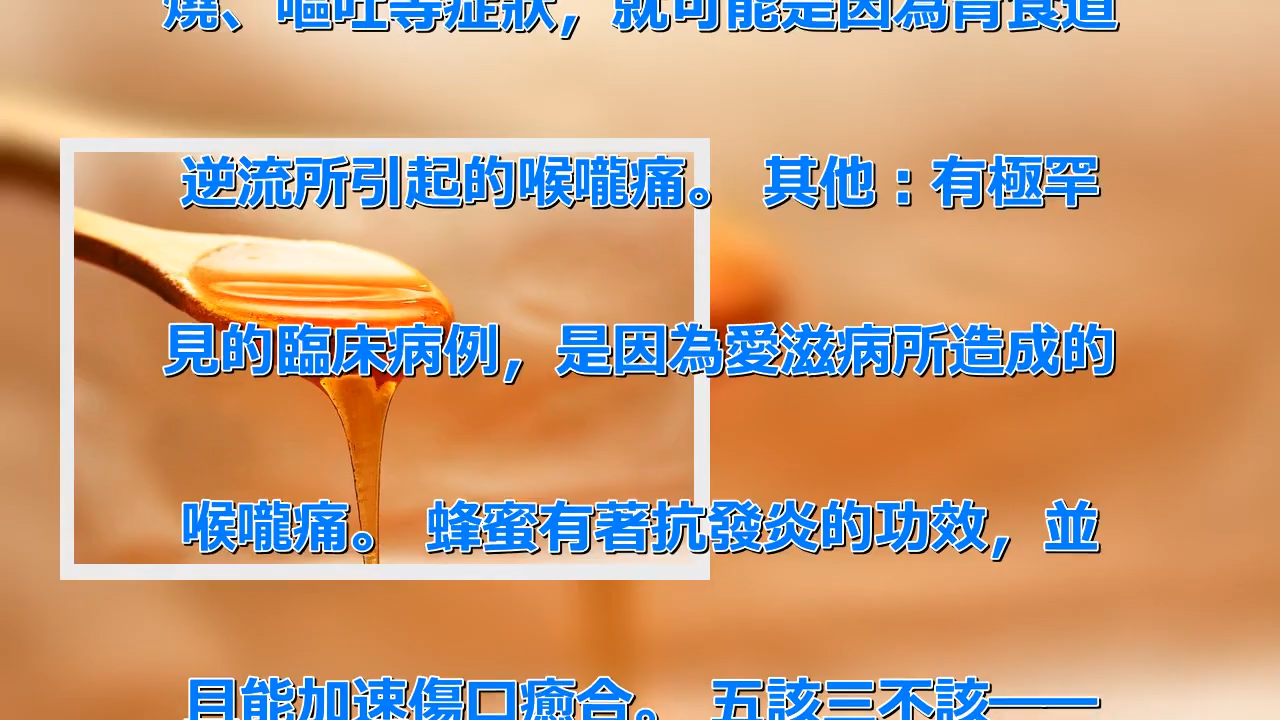 燒、嘔吐等症狀，就可能是因為胃食道
逆流所引起的喉嚨痛。 其他：有極罕
見的臨床病例，是因為愛滋病所造成的
喉嚨痛。 蜂蜜有著抗發炎的功效，並
且能加速傷口癒合。 五該三不該——